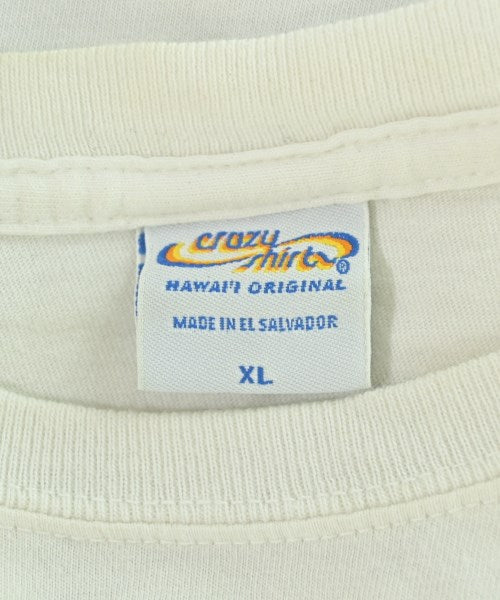 crazy
shirts®
HAWAI'I ORIGINAL
MADE IN EL SALVADOR
XL